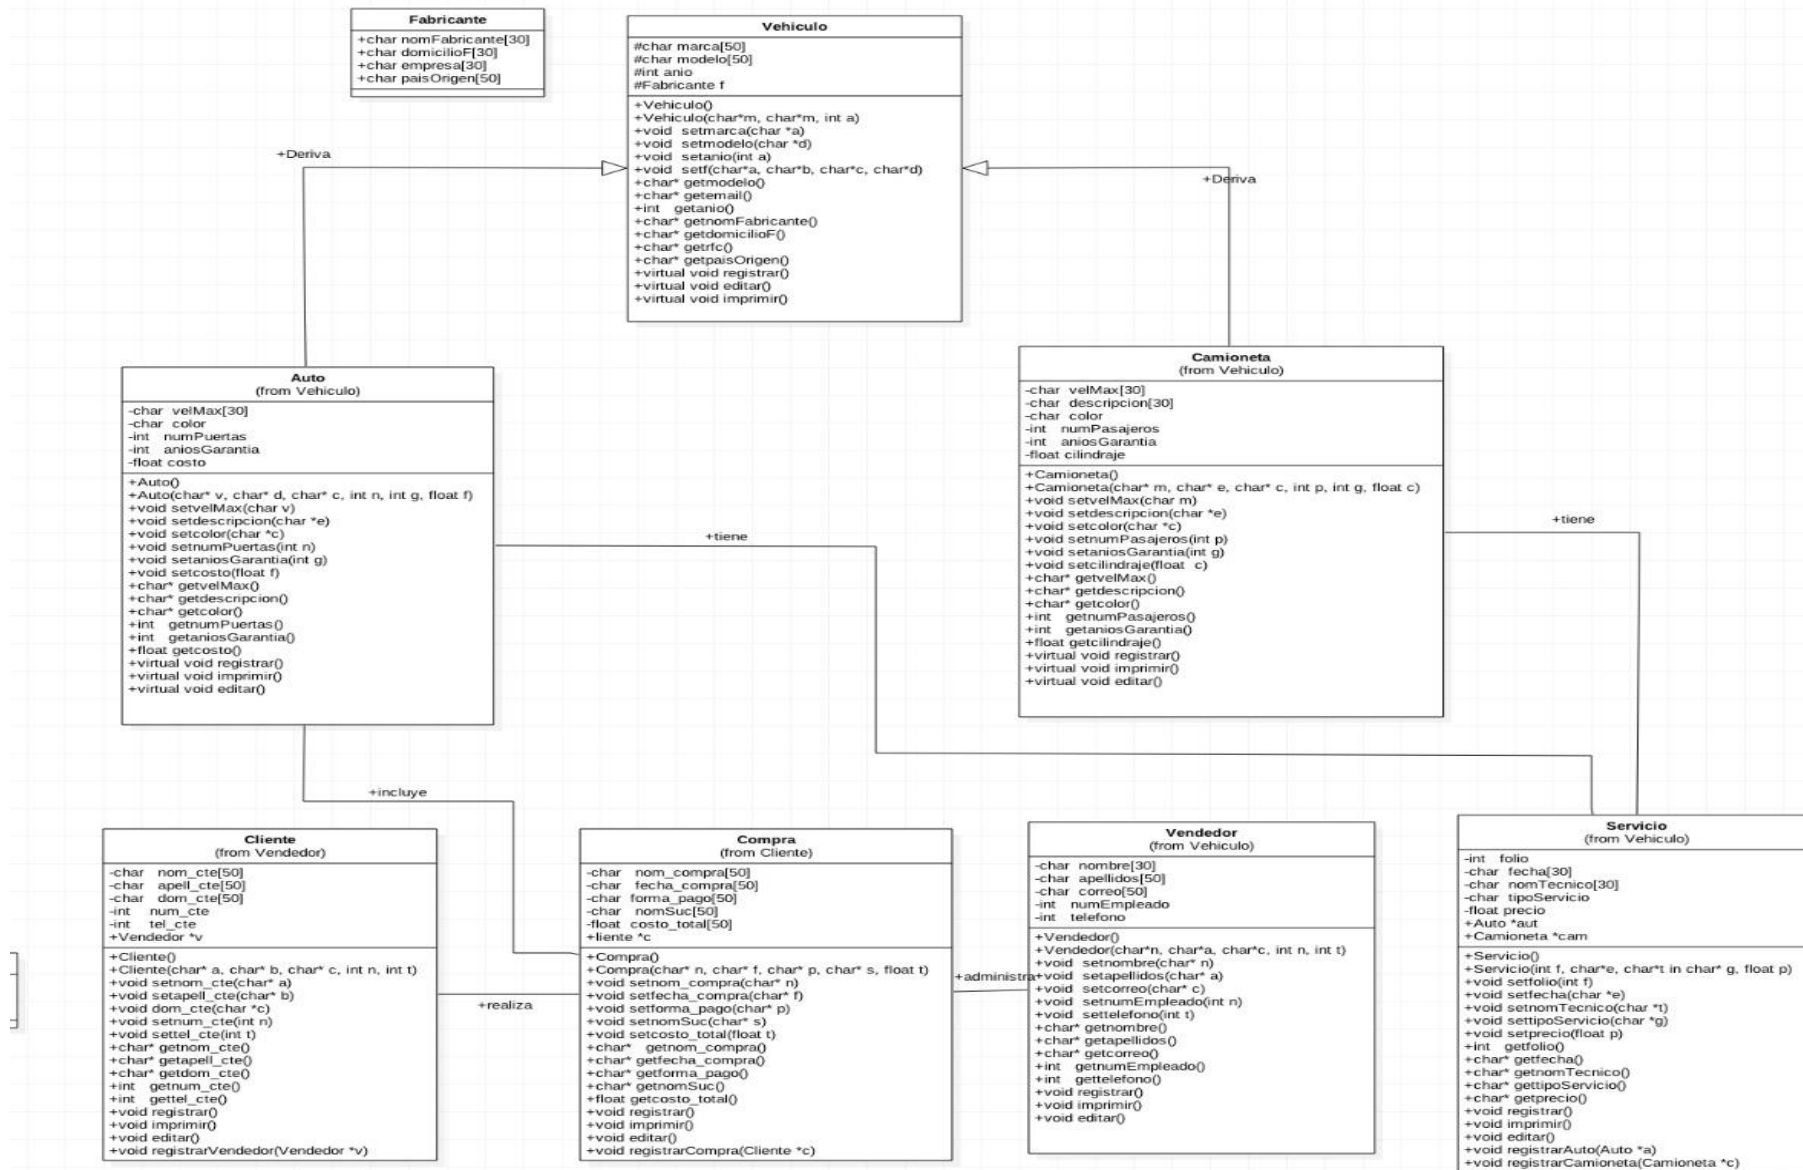 Fabricante
+char nomFabricante[30]
+char domicilioF[30]
+char empresa[30]
+char paisOrigen[50]
Vehiculo
#char marca[50]
#char modelo[50]
#int anio
#Fabricante f
+Vehiculo()
+Vehiculo(char*m, char*m, int a)
+void setmarca(char *a)
+void setmodelo(char *d)
+void setanio(int a)
+void setf(char*a, char*b, char*c, char*d)
+char* getmodelo()
+char* getemail()
+int getanio()
+char* getnomFabricante()
+char* getdomicilioF()
+char* getrfc()
+char* getpaisOrigen()
+virtual void registrar()
+virtual void editar()
+virtual void imprimir()
+Deriva
+Deriva
Auto
(from Vehiculo)
-char velMax[30]
-char color
-int numPuertas
-int aniosGarantia
-float costo
+Auto()
+Auto(char* v, char* d, char* c, int n, int g, float f)
+void setvelMax(char v)
+void setdescripcion(char *e)
+void setcolor(char *c)
+void setnumPuertas(int n)
+void setaniosGarantia(int g)
+void setcosto(float f)
+char* getvelMax()
+char* getdescripcion()
+char* getcolor()
+int getnumPuertas()
+int getaniosGarantia()
+float getcosto()
+virtual void registrar()
+virtual void imprimir()
+virtual void editar()
Camioneta
(from Vehiculo)
-char velMax[30]
-char descripcion[30]
-char color
-int numPasajeros
-int aniosGarantia
-float cilindraje
+Camioneta()
+Camioneta(char* m, char* e, char* c, int p, int g, float c)
+void setvelMax(char m)
+void setdescripcion(char *e)
+void setcolor(char *c)
+void setnumPasajeros(int p)
+void setaniosGarantia(int g)
+void setcilindraje(float c)
+char* getvelMax()
+char* getdescripcion()
+char* getcolor()
+int getnumPasajeros()
+int getaniosGarantia()
+float getcilindraje()
+virtual void registrar()
+virtual void imprimir()
+virtual void editar()
+tiene
+tiene
+incluye
Cliente
(from Vendedor)
-char nom_cte[50]
-char apell_cte[50]
-char dom_cte[50]
-int num_cte
-int tel_cte
+Vendedor *v
+Cliente()
+Cliente(char* a, char* b, char* c, int n, int t)
+void setnom_cte(char* a)
+void setapell_cte(char* b)
+void dom_cte(char *c)
+void setnum_cte(int n)
+void settel_cte(int t)
+char* getnom_cte()
+char* getapell_cte()
+char* getdom_cte()
+int getnum_cte()
+int gettel_cte()
+void registrar()
+void imprimir()
+void editar()
+void registrarVendedor(Vendedor *v)
+realiza
Compra
(from Cliente)
-char nom_compra[50]
-char fecha_compra[50]
-char forma_pago[50]
-char nomSuc[50]
-float costo_total[50]
+liente *c
+Compra()
+Compra(char* n, char* f, char* p, char* s, float t)
+void setnom_compra(char* n)
+void setfecha_compra(char* f)
+void setforma_pago(char* p)
+void setnomSuc(char* s)
+void setcosto_total(float t)
+char* getnom_compra()
+char* getfecha_compra()
+char* getforma_pago()
+char* getnomSuc()
+float getcosto_total()
+void registrar()
+void imprimir()
+void editar()
+void registrarCompra(Cliente *c)
+administra
Vendedor
(from Vehiculo)
-char nombre[30]
-char apellidos[50]
-char correo[50]
-int numEmpleado
-int telefono
+Vendedor()
+Vendedor(char*n, char*a, char*c, int n, int t)
+void setnombre(char* n)
+void setapellidos(char* a)
+void setcorreo(char* c)
+void setnumEmpleado(int n)
+void settelefono(int t)
+char* getnombre()
+char* getapellidos()
+char* getcorreo()
+int getnumEmpleado()
+int gettelefono()
+void registrar()
+void imprimir()
+void editar()
Servicio
(from Vehiculo)
-int folio
-char fecha[30]
-char nomTecnico[30]
-char tipoServicio
-float precio
+Auto *aut
+Camioneta *cam
+Servicio()
+Servicio(int f, char*e, char*t in char* g, float p)
+void setfolio(int f)
+void setfecha(char *e)
+void setnomTecnico(char *t)
+void settipoServicio(char *g)
+void setprecio(float p)
+int getfolio()
+char* getfecha()
+char* getnomTecnico()
+char* gettipoServicio()
+char* getprecio()
+void registrar()
+void imprimir()
+void editar()
+void registrarAuto(Auto *a)
+void registrarCamioneta(Camioneta *c)